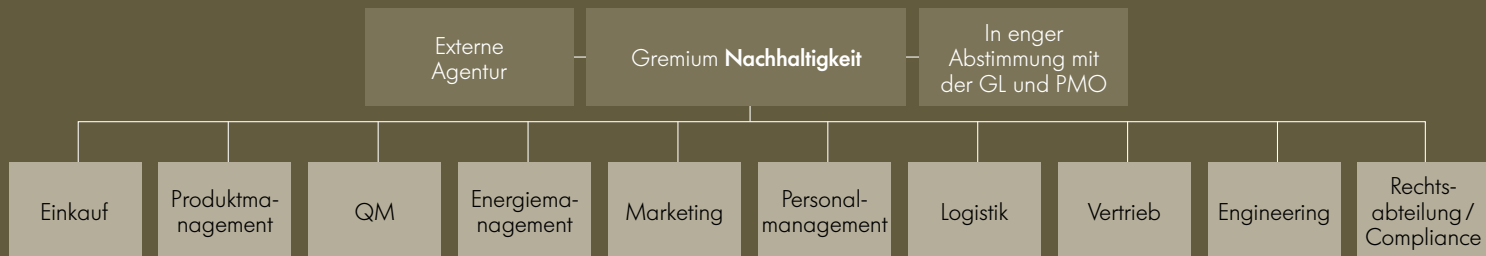 Externe
Agentur
Gremium Nachhaltigkeit
In enger
Abstimmung mit
der GL und PMO
Einkauf
Produktma-
nagement
QM
Energiema-
nagement
Marketing
Personal-
management
Logistik
Vertrieb
Engineering
Rechts-
abteilung/
Compliance